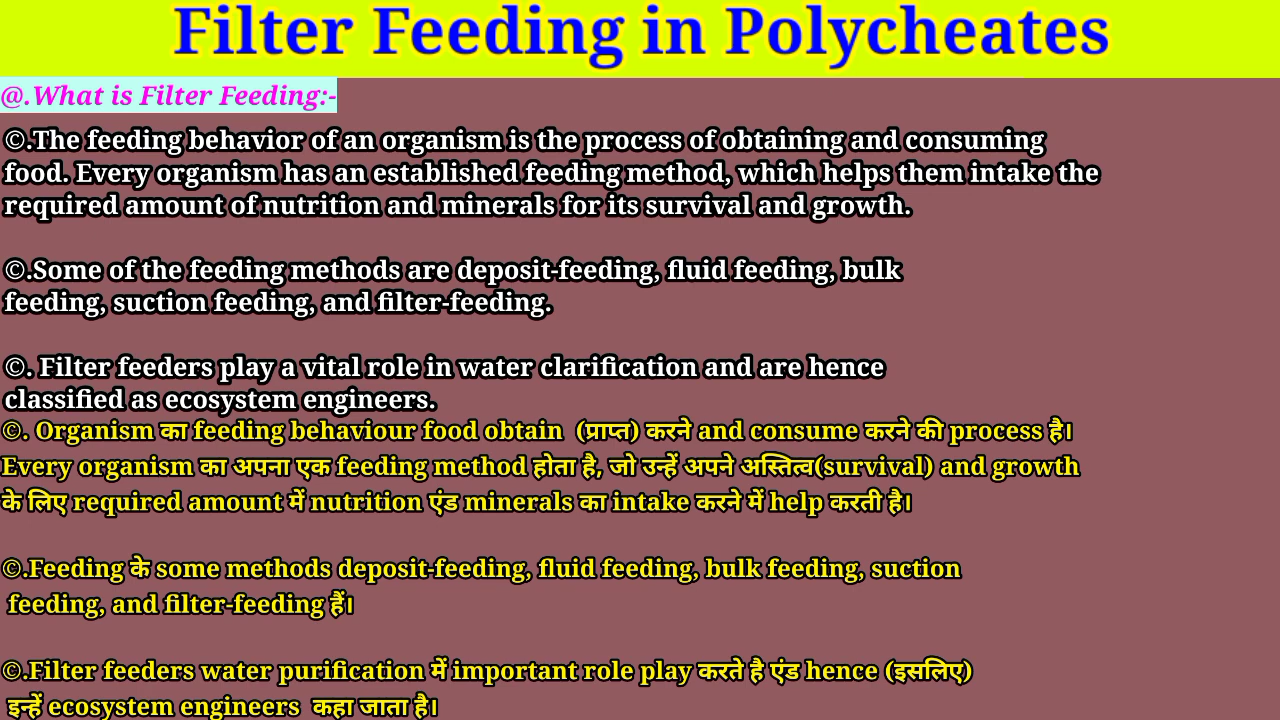 Filter Feeding in Polycheates
@.What is Filter Feeding:-
©.The feeding behavior of an organism is the process of obtaining and consuming
food. Every organism has an established feeding method, which helps them intake the
required amount of nutrition and minerals for its survival and growth.
©.Some of the feeding methods are deposit-feeding, fluid feeding, bulk
feeding, suction feeding, and filter-feeding.
©. Filter feeders play a vital role in water clarification and are hence
classified as ecosystem engineers.
©. Organism का feeding behaviour food obtain (प्राप्त) करने and consume करने की process है।
Every organism का अपना एक feeding method होता है, जो उन्हें अपने अस्तित्व(survival) and growth
के लिए required amount में nutrition एंड minerals का intake करने में help करती है।
©.Feeding के some methods deposit-feeding, fluid feeding, bulk feeding, suction
feeding, and filter-feeding हैं।
©.Filter feeders water purification में important role play करते है एंड hence (इसलिए)
इन्हें ecosystem engineers कहा जाता है।